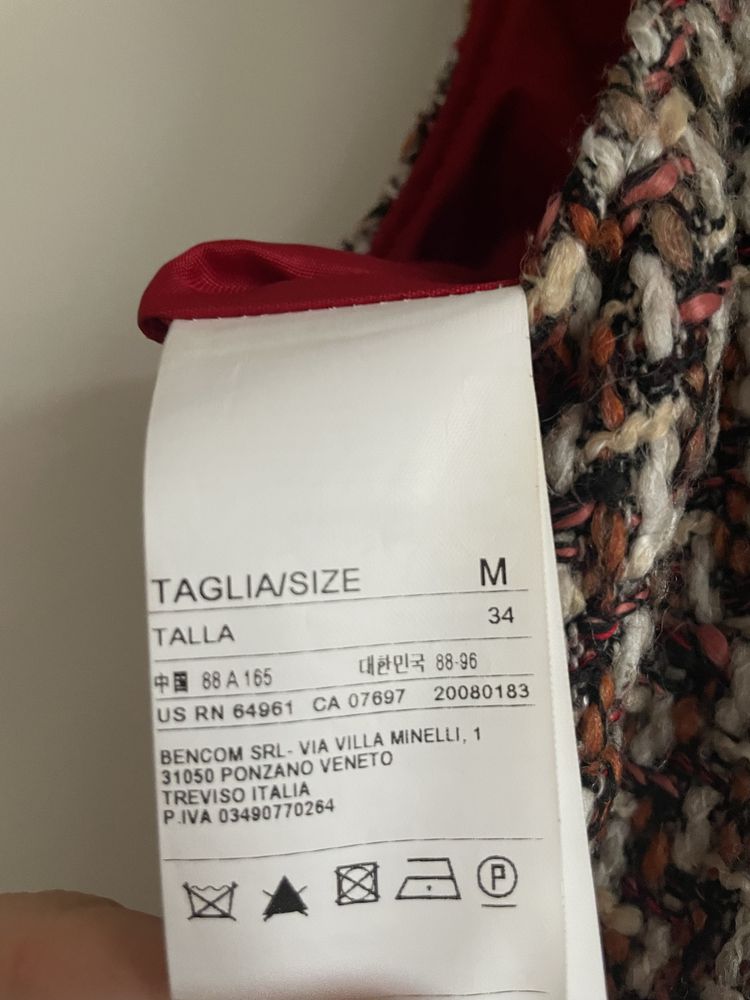 TAGLIA/SIZE M
TALLA 34
中国 88 A 165 대한민국 88-96
US RN 64961 CA 07697 20080183
BENCOM SRL- VIA VILLA MINELLI, 1
31050 PONZANO VENETO
TREVISO ITALIA
P.IVA 03490770264
P